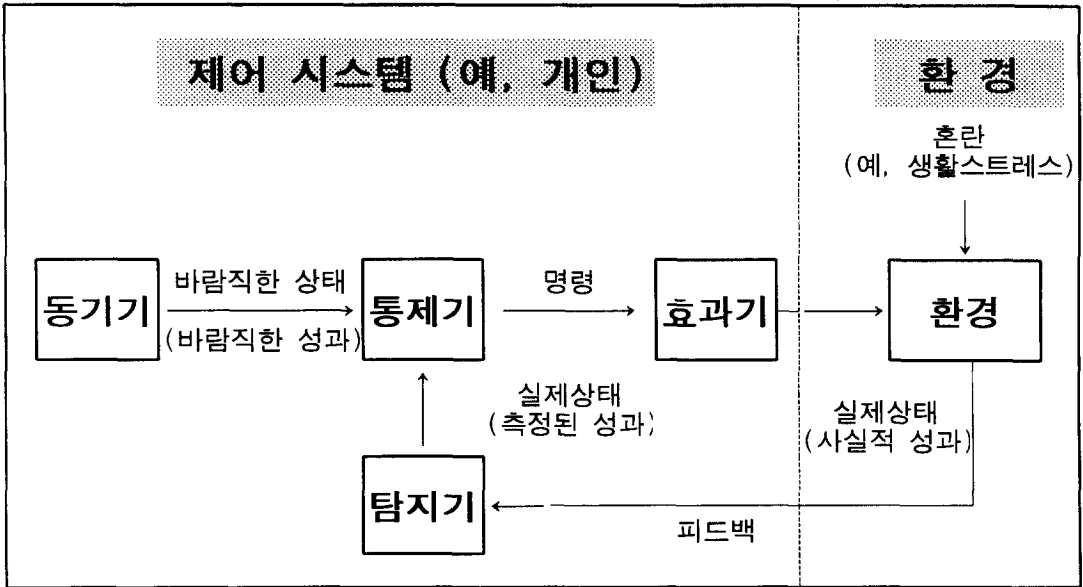 제어 시스템 (예, 개인)
환 경
혼란
(예, 생활스트레스)
동기기
바람직한 상태
(바람직한 성과)
통제기
명령
효과기
환경
실제상태
(측정된 성과)
실제상태
(사실적 성과)
탐지기
피드백